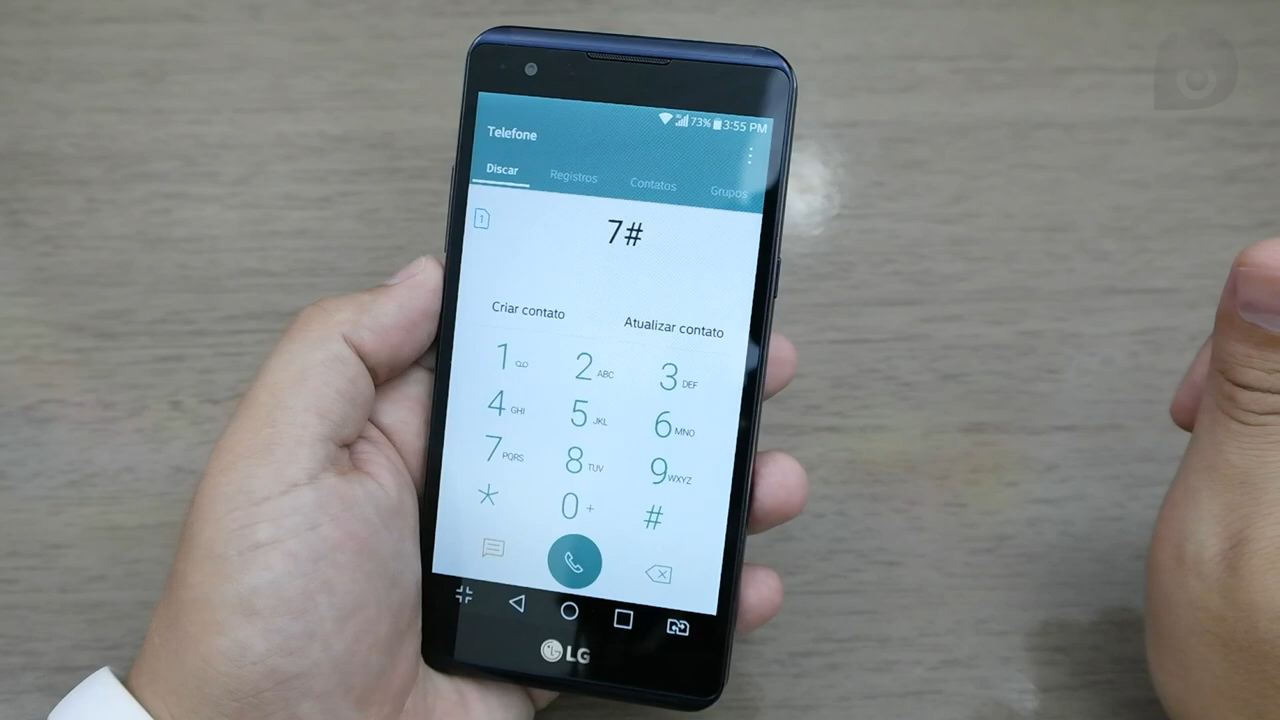 73% 3:55 PM
Telefone
Discar Registros Contatos Grupos
1
7#
Criar contato Atualizar contato
1 2 ABC 3 DEF
4 GHI 5 JKL 6 MNO
7 PQRS 8 TUV 9 WXYZ
* 0 + #
LG